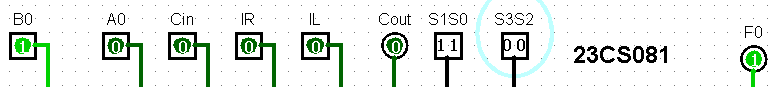 B0 A0 Cin IR IL Cout S1S0 S3S2 F0
1 0 0 0 0 0 11 00 23CS081 1